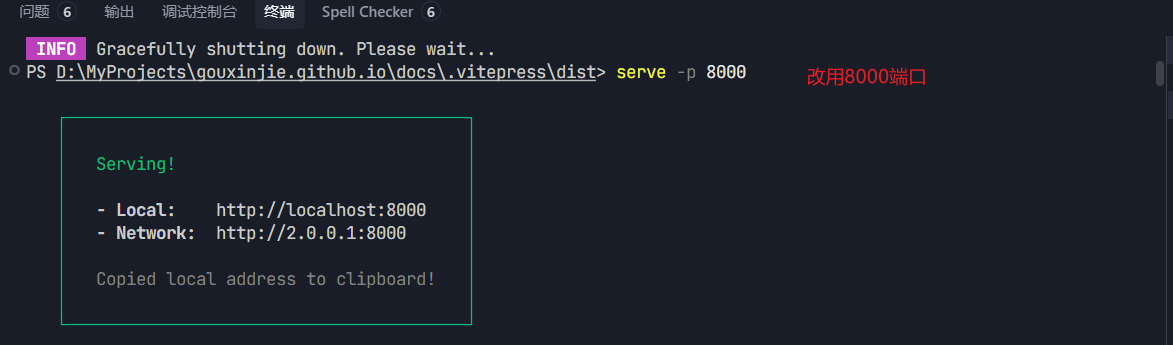 问题 6 输出 调试控制台 终端 Spell Checker 6
INFO Gracefully shutting down. Please wait...
PS D:\MyProjects\gouxinjie.github.io\docs\.vitepress\dist> serve -p 8000 改用8000端口
Serving!
- Local: http://localhost:8000
- Network: http://2.0.0.1:8000
Copied local address to clipboard!